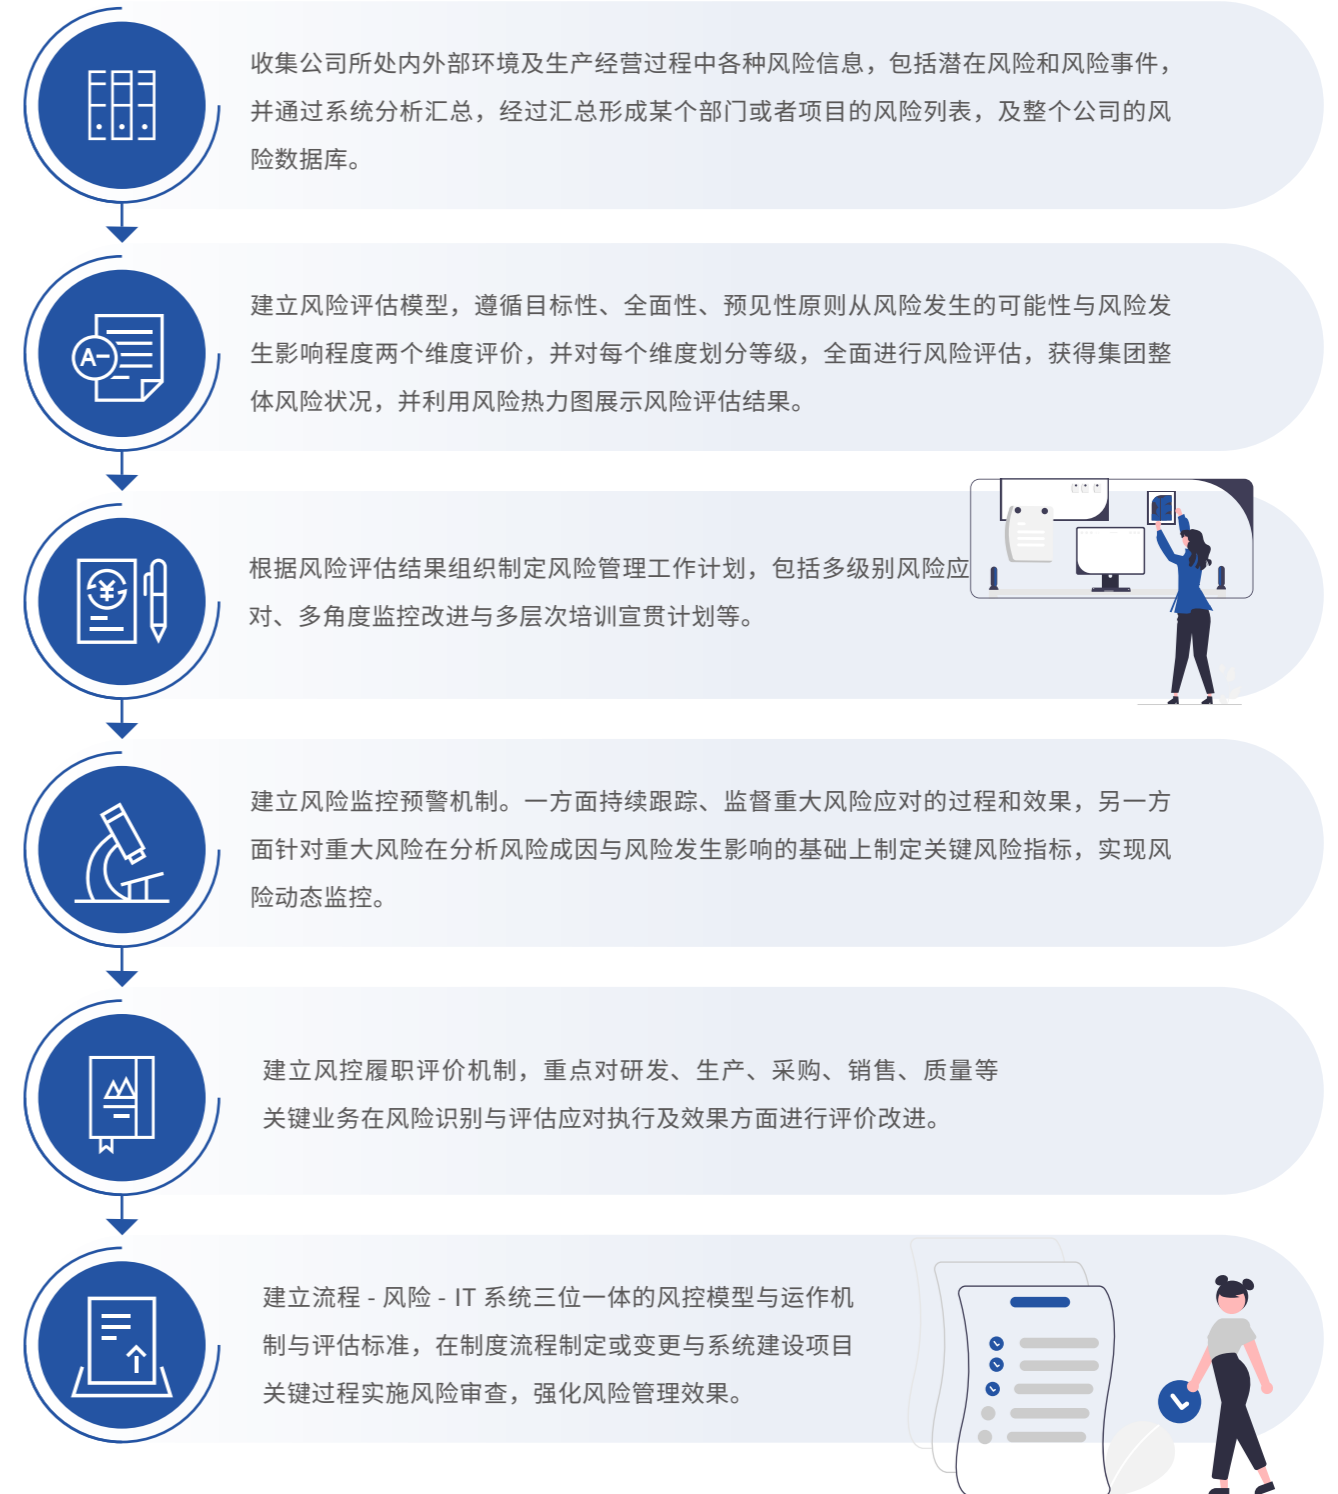 收集公司所处内外部环境及生产经营过程中各种风险信息，包括潜在风险和风险事件，
并通过系统分析汇总，经过汇总形成某个部门或者项目的风险列表，及整个公司的风
险数据库。
A-
建立风险评估模型，遵循目标性、全面性、预见性原则从风险发生的可能性与风险发
生影响程度两个维度评价，并对每个维度划分等级，全面进行风险评估，获得集团整
体风险状况，并利用风险热力图展示风险评估结果。
¥
根据风险评估结果组织制定风险管理工作计划，包括多级别风险应
对、多角度监控改进与多层次培训宣贯计划等。
建立风险监控预警机制。一方面持续跟踪、监督重大风险应对的过程和效果，另一方
面针对重大风险在分析风险成因与风险发生影响的基础上制定关键风险指标，实现风
险动态监控。
建立风控履职评价机制，重点对研发、生产、采购、销售、质量等
关键业务在风险识别与评估应对执行及效果方面进行评价改进。
建立流程 - 风险 - IT 系统三位一体的风控模型与运作机
制与评估标准，在制度流程制定或变更与系统建设项目
关键过程实施风险审查，强化风险管理效果。